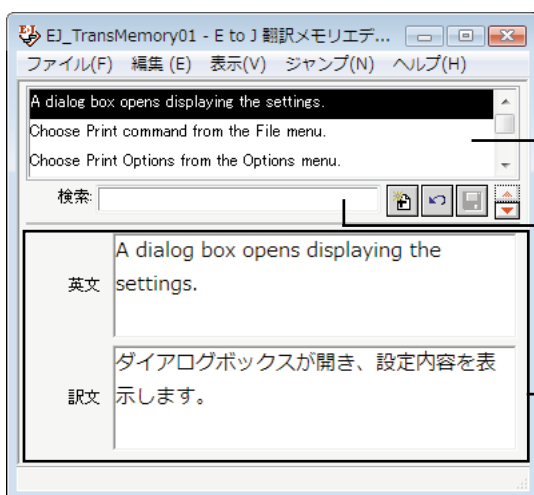 EJ_TransMemory01 - E to J 翻訳メモリエデ...
ファイル(F) 編集(E) 表示(V) ジャンプ(N) ヘルプ(H)
A dialog box opens displaying the settings.
Choose Print command from the File menu.
Choose Print Options from the Options menu.
検索:
英文
A dialog box opens displaying the
settings.
訳文
ダイアログボックスが開き、設定内容を表
示します。